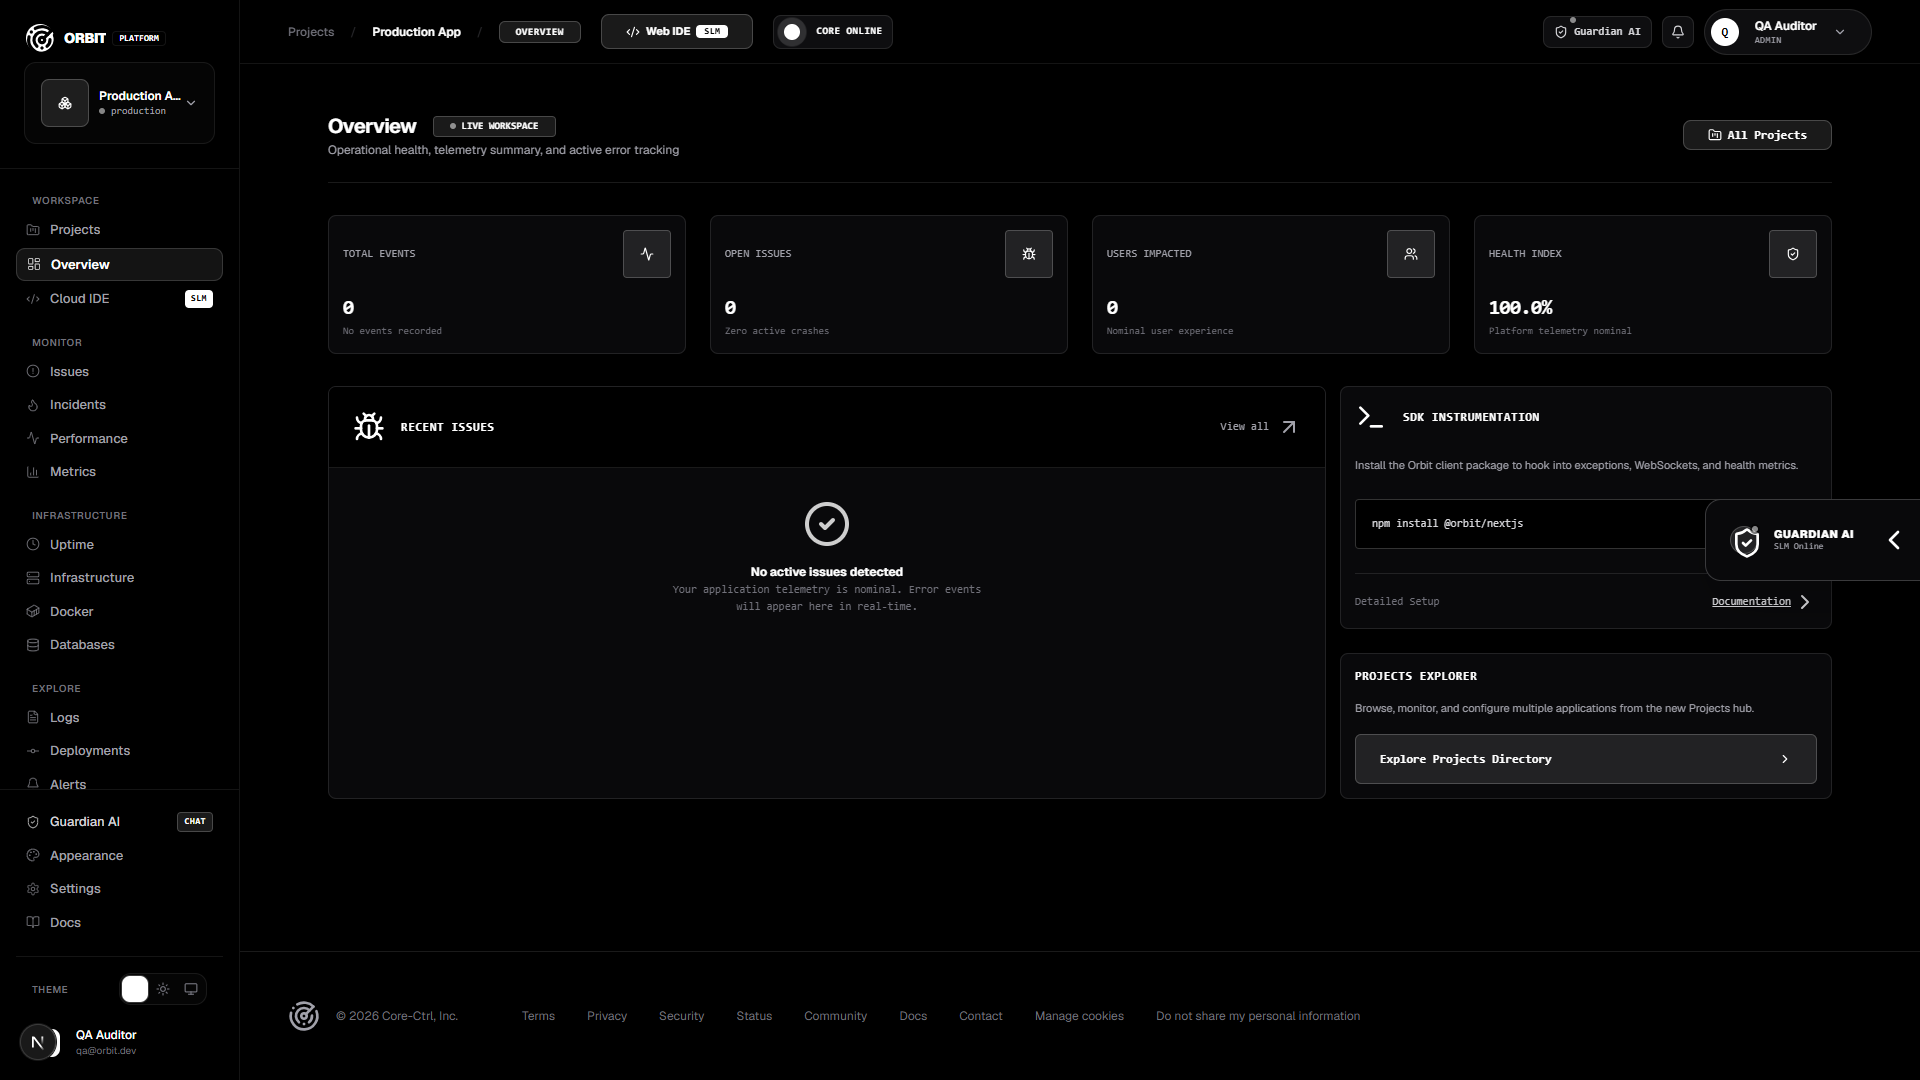 ORBIT PLATFORM
Production A...
production
WORKSPACE
Projects
Overview
Cloud IDE SLM
MONITOR
Issues
Incidents
Performance
Metrics
INFRASTRUCTURE
Uptime
Infrastructure
Docker
Databases
EXPLORE
Logs
Deployments
Alerts
Guardian AI CHAT
Appearance
Settings
Docs
THEME
N
QA Auditor
qa@orbit.dev
Projects / Production App / OVERVIEW
</> Web IDE SLM
CORE ONLINE
Guardian AI
Q
QA Auditor
ADMIN
Overview
LIVE WORKSPACE
Operational health, telemetry summary, and active error tracking
All Projects
TOTAL EVENTS
0
No events recorded
OPEN ISSUES
0
Zero active crashes
USERS IMPACTED
0
Nominal user experience
HEALTH INDEX
100.0%
Platform telemetry nominal
RECENT ISSUES
View all
No active issues detected
Your application telemetry is nominal. Error events
will appear here in real-time.
SDK INSTRUMENTATION
Install the Orbit client package to hook into exceptions, WebSockets, and health metrics.
npm install @orbit/nextjs
GUARDIAN AI
SLM Online
Detailed Setup
Documentation
PROJECTS EXPLORER
Browse, monitor, and configure multiple applications from the new Projects hub.
Explore Projects Directory
© 2026 Core-Ctrl, Inc.
Terms
Privacy
Security
Status
Community
Docs
Contact
Manage cookies
Do not share my personal information